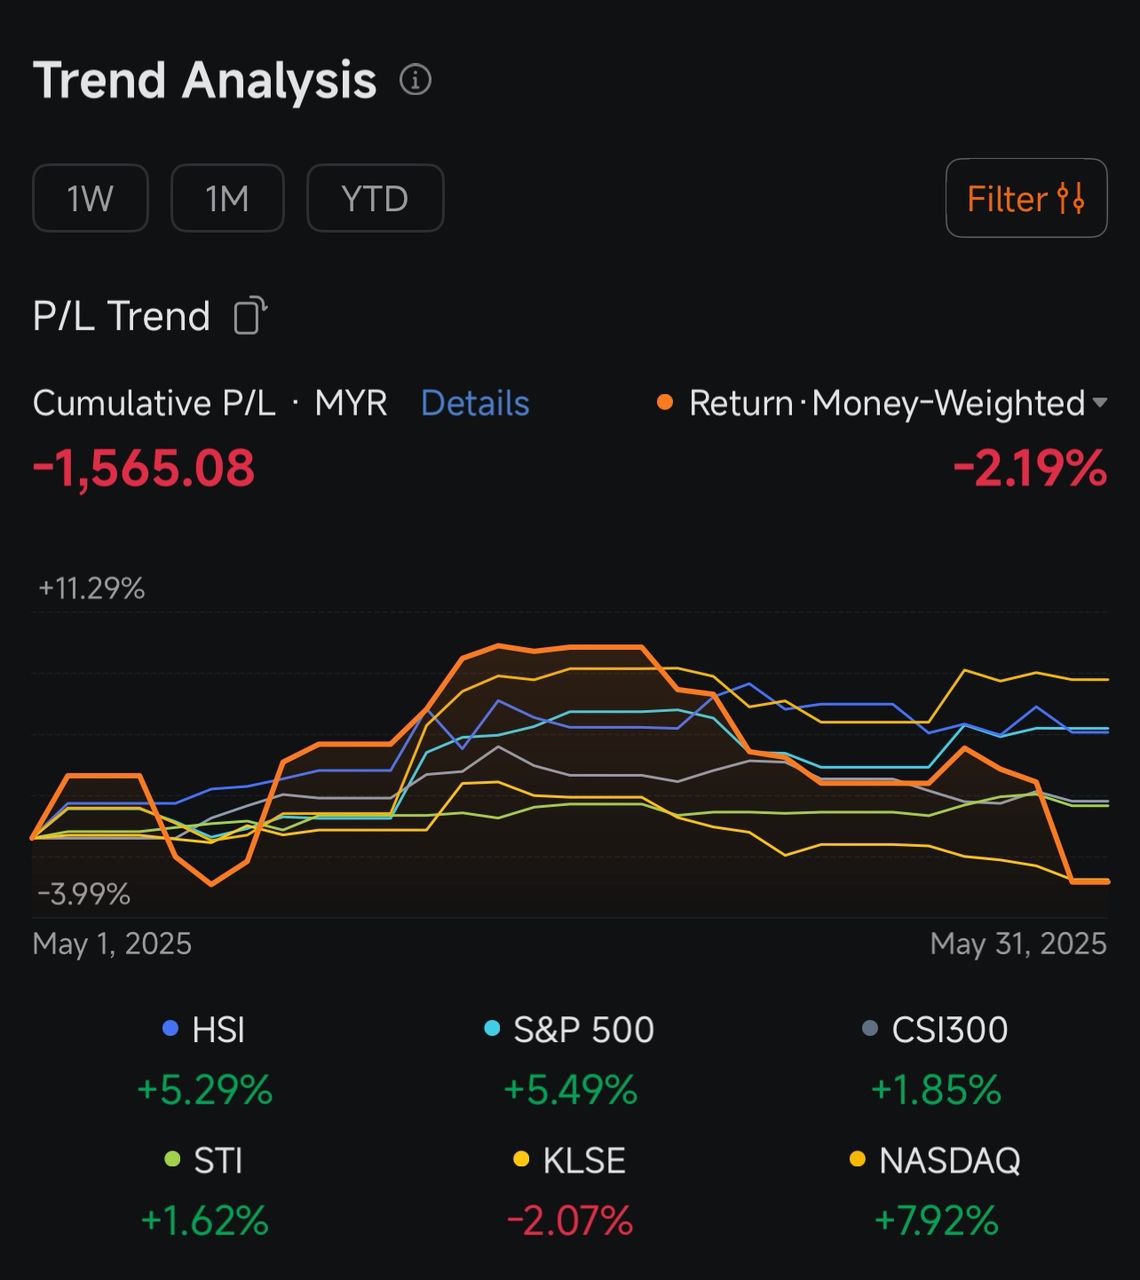 Trend Analysis
1W 1M YTD Filter
P/L Trend
Cumulative P/L · MYR Details Return·Money-Weighted
-1,565.08 -2.19%
+11.29%
-3.99%
May 1, 2025 May 31, 2025
HSI S&P 500 CSI300
+5.29% +5.49% +1.85%
STI KLSE NASDAQ
+1.62% -2.07% +7.92%